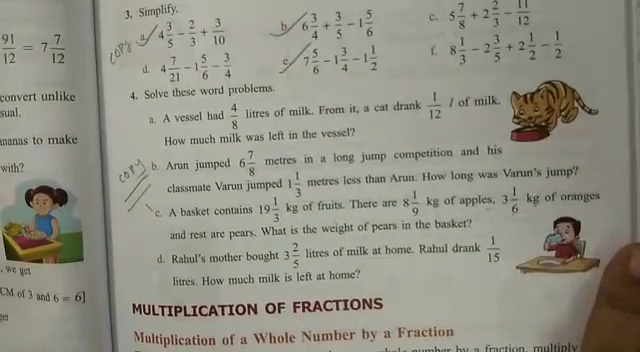 91/12 = 7 7/12
convert unlike
sual.
nanas to make
with?
. we get
CM of 3 and 6 = 6]
get
3. Simplify.
copy a. 4 3/5 − 2/3 + 3/10
b. 6 3/4 + 3/5 − 1 5/6
c. 5 7/8 + 2 2/3 − 11/12
d. 4 7/21 − 1 5/6 − 3/4
e. 7 5/6 − 1 3/4 − 1 1/2
f. 8 1/3 − 2 3/5 + 2 1/2 − 1/2
4. Solve these word problems.
a. A vessel had 4/8 litres of milk. From it, a cat drank 1/12 l of milk.
How much milk was left in the vessel?
copy b. Arun jumped 6 7/8 metres in a long jump competition and his
classmate Varun jumped 1 1/3 metres less than Arun. How long was Varun's jump?
c. A basket contains 19 1/3 kg of fruits. There are 8 1/9 kg of apples, 3 1/6 kg of oranges
and rest are pears. What is the weight of pears in the basket?
d. Rahul's mother bought 3 2/5 litres of milk at home. Rahul drank 1/15
litres. How much milk is left at home?
MULTIPLICATION OF FRACTIONS
Multiplication of a Whole Number by a Fraction
number by a fraction, multiply